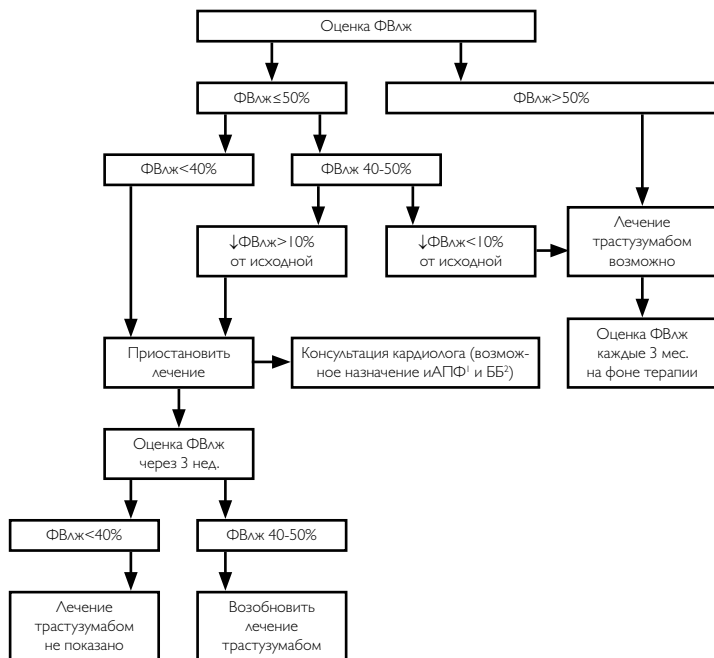 Оценка ФВлж
ФВлж≤50%
ФВлж>50%
ФВлж<40%
ФВлж 40-50%
↓ФВлж>10%
от исходной
↓ФВлж<10%
от исходной
Лечение
трастузумабом
возможно
Приостановить
лечение
Консультация кардиолога (возмож-
ное назначение иАПФ¹ и ББ²)
Оценка ФВлж
каждые 3 мес.
на фоне терапии
Оценка ФВлж
через 3 нед.
ФВлж<40%
ФВлж 40-50%
Лечение
трастузумабом
не показано
Возобновить
лечение
трастузумабом